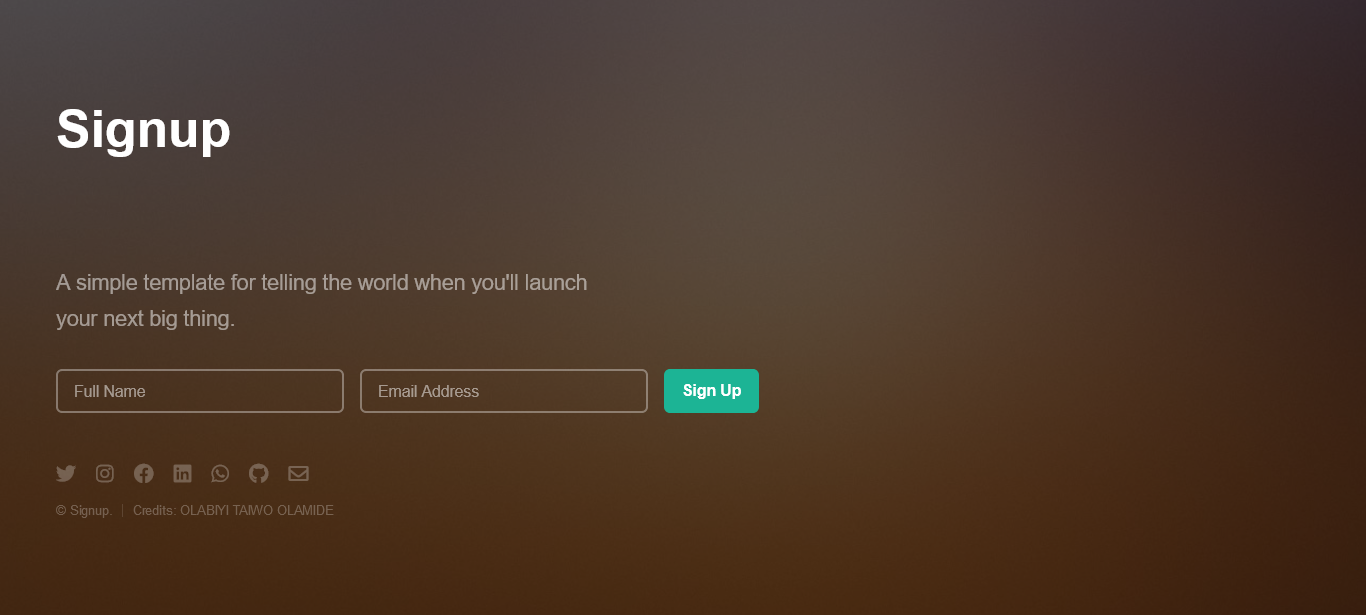 Signup
A simple template for telling the world when you'll launch
your next big thing.
Full Name
Email Address
Sign Up
© Signup.
Credits: OLABIYI TAIWO OLAMIDE